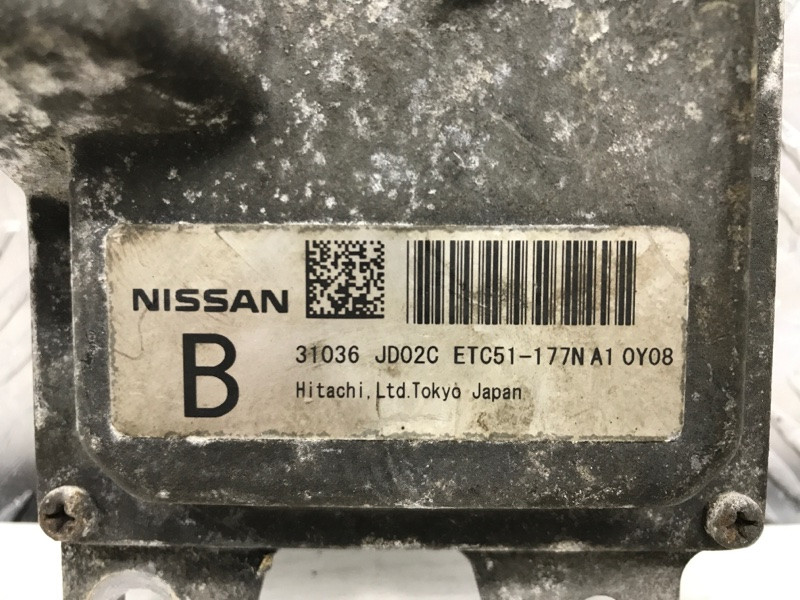 NISSAN
B
31036 JD02C ETC51-177N A1 0Y08
Hitachi,Ltd.Tokyo Japan